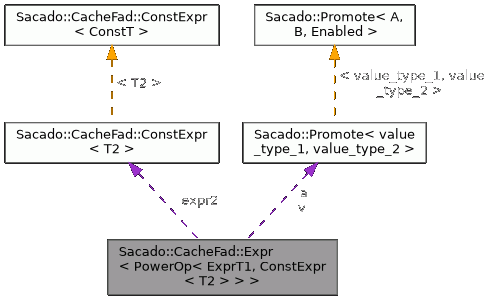 Sacado::CacheFad::ConstExpr
< ConstT >
Sacado::Promote< A,
B, Enabled >
< T2 >
< value_type_1, value
_type_2 >
Sacado::CacheFad::ConstExpr
< T2 >
Sacado::Promote< value
_type_1, value_type_2 >
expr2
a
v
Sacado::CacheFad::Expr
< PowerOp< ExprT1, ConstExpr
< T2 > > >